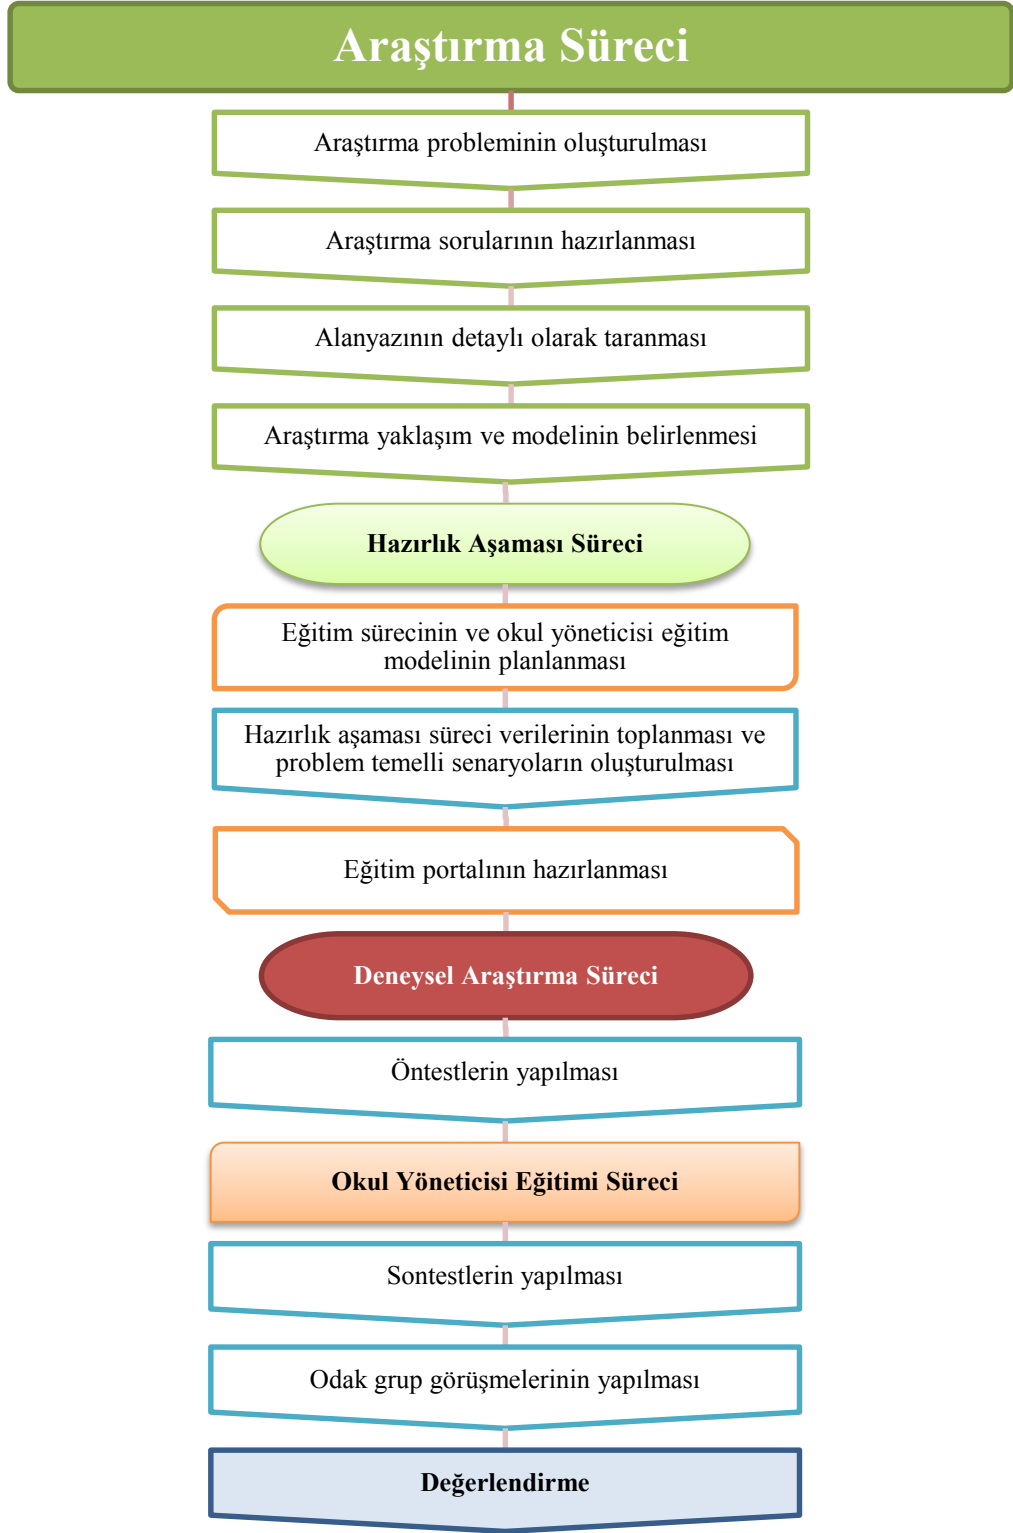 Araştırma Süreci
Araştırma probleminin oluşturulması
Araştırma sorularının hazırlanması
Alanyazının detaylı olarak taranması
Araştırma yaklaşım ve modelinin belirlenmesi
Hazırlık Aşaması Süreci
Eğitim sürecinin ve okul yöneticisi eğitim
modelinin planlanması
Hazırlık aşaması süreci verilerinin toplanması ve
problem temelli senaryoların oluşturulması
Eğitim portalının hazırlanması
Deneysel Araştırma Süreci
Öntestlerin yapılması
Okul Yöneticisi Eğitimi Süreci
Sontestlerin yapılması
Odak grup görüşmelerinin yapılması
Değerlendirme